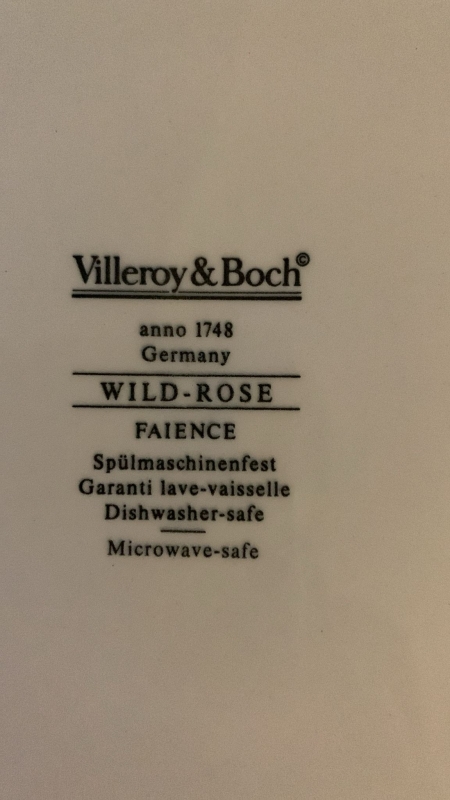 Villeroy & Boch©
anno 1748
Germany
WILD-ROSE
FAIENCE
Spülmaschinenfest
Garanti lave-vaisselle
Dishwasher-safe
Microwave-safe